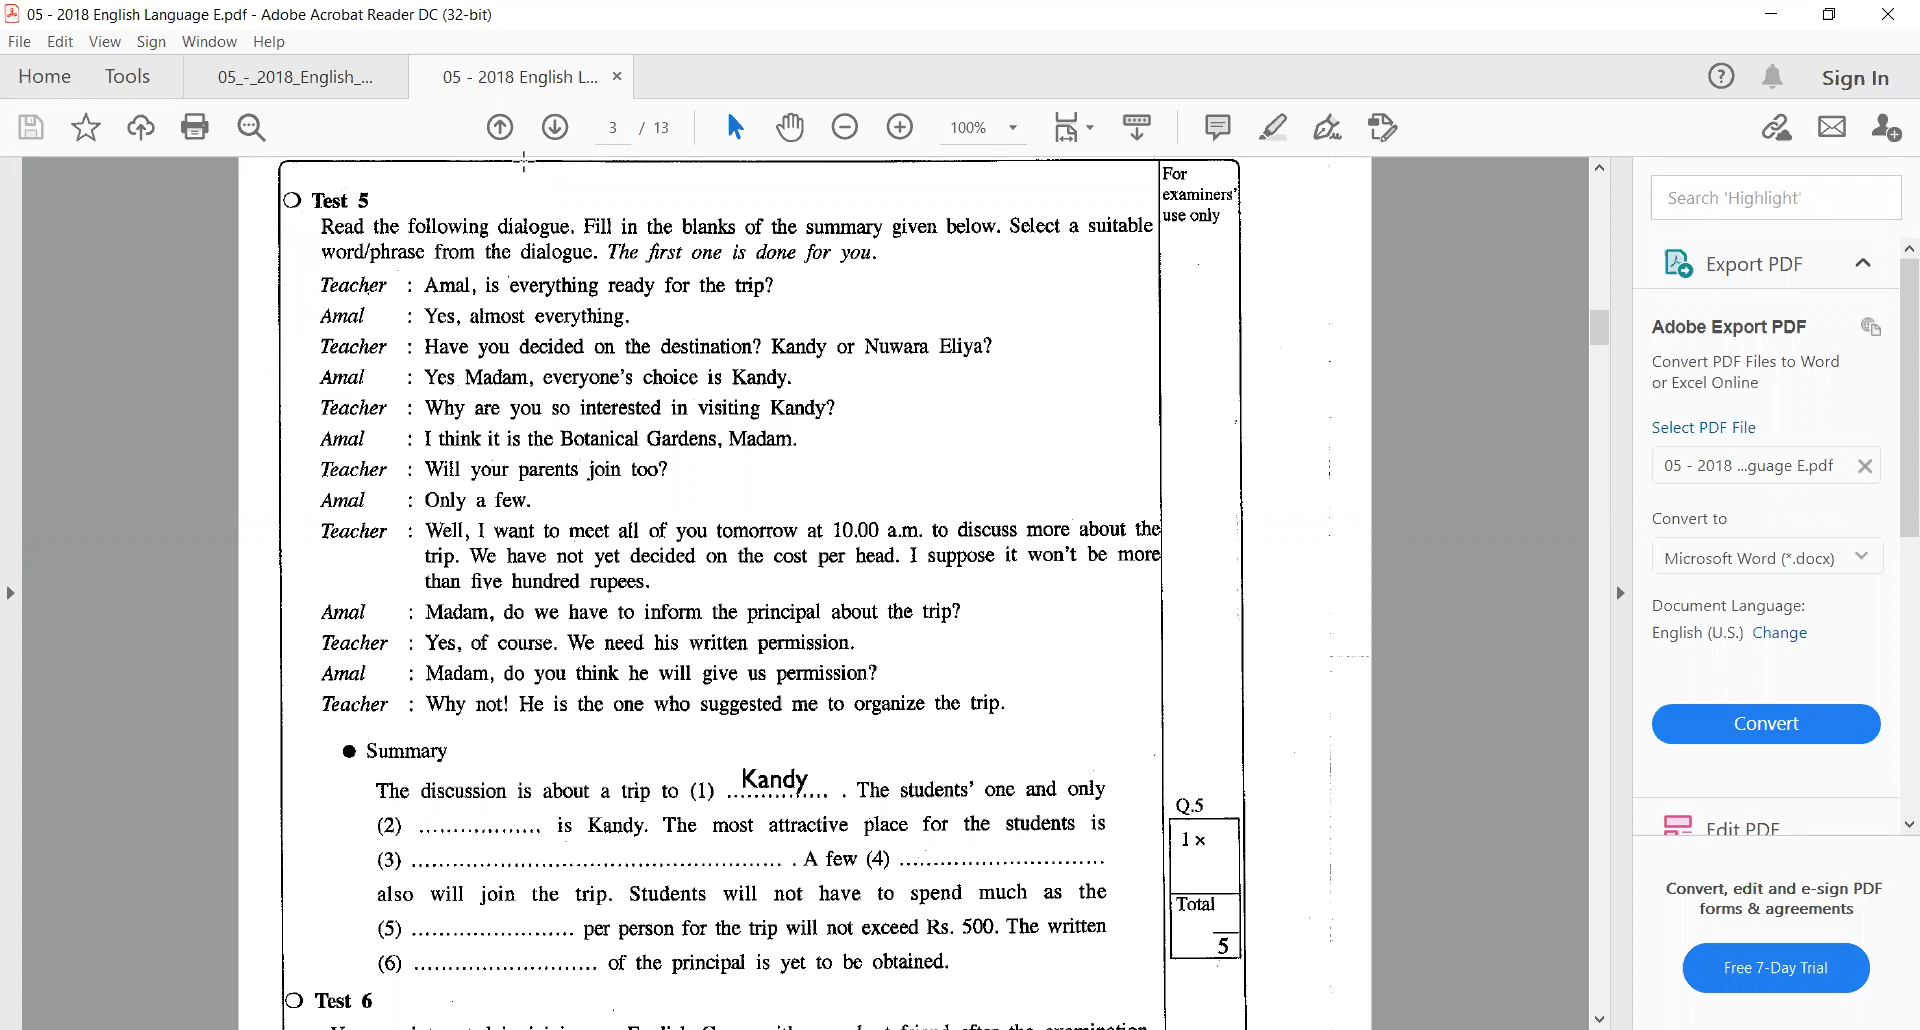 05 - 2018 English Language E.pdf - Adobe Acrobat Reader DC (32-bit)
File Edit View Sign Window Help
Home Tools 05_-_2018_English_... 05 - 2018 English L... × Sign In
3 / 13 100%
For
examiners'
use only
Test 5
Read the following dialogue. Fill in the blanks of the summary given below. Select a suitable
word/phrase from the dialogue. The first one is done for you.
Teacher : Amal, is everything ready for the trip?
Amal : Yes, almost everything.
Teacher : Have you decided on the destination? Kandy or Nuwara Eliya?
Amal : Yes Madam, everyone's choice is Kandy.
Teacher : Why are you so interested in visiting Kandy?
Amal : I think it is the Botanical Gardens, Madam.
Teacher : Will your parents join too?
Amal : Only a few.
Teacher : Well, I want to meet all of you tomorrow at 10.00 a.m. to discuss more about the
trip. We have not yet decided on the cost per head. I suppose it won't be more
than five hundred rupees.
Amal : Madam, do we have to inform the principal about the trip?
Teacher : Yes, of course. We need his written permission.
Amal : Madam, do you think he will give us permission?
Teacher : Why not! He is the one who suggested me to organize the trip.
● Summary
The discussion is about a trip to (1) Kandy . The students' one and only
(2) .................. is Kandy. The most attractive place for the students is
(3) ...................................................... . A few (4) ..............................
also will join the trip. Students will not have to spend much as the
(5) ........................ per person for the trip will not exceed Rs. 500. The written
(6) ........................... of the principal is yet to be obtained.
Q.5
1 x
Total
5
Test 6
Search 'Highlight'
Export PDF
Adobe Export PDF
Convert PDF Files to Word
or Excel Online
Select PDF File
05 - 2018 ...guage E.pdf
Convert to
Microsoft Word (*.docx)
Document Language:
English (U.S.) Change
Convert
Edit PDF
Convert, edit and e-sign PDF
forms & agreements
Free 7-Day Trial